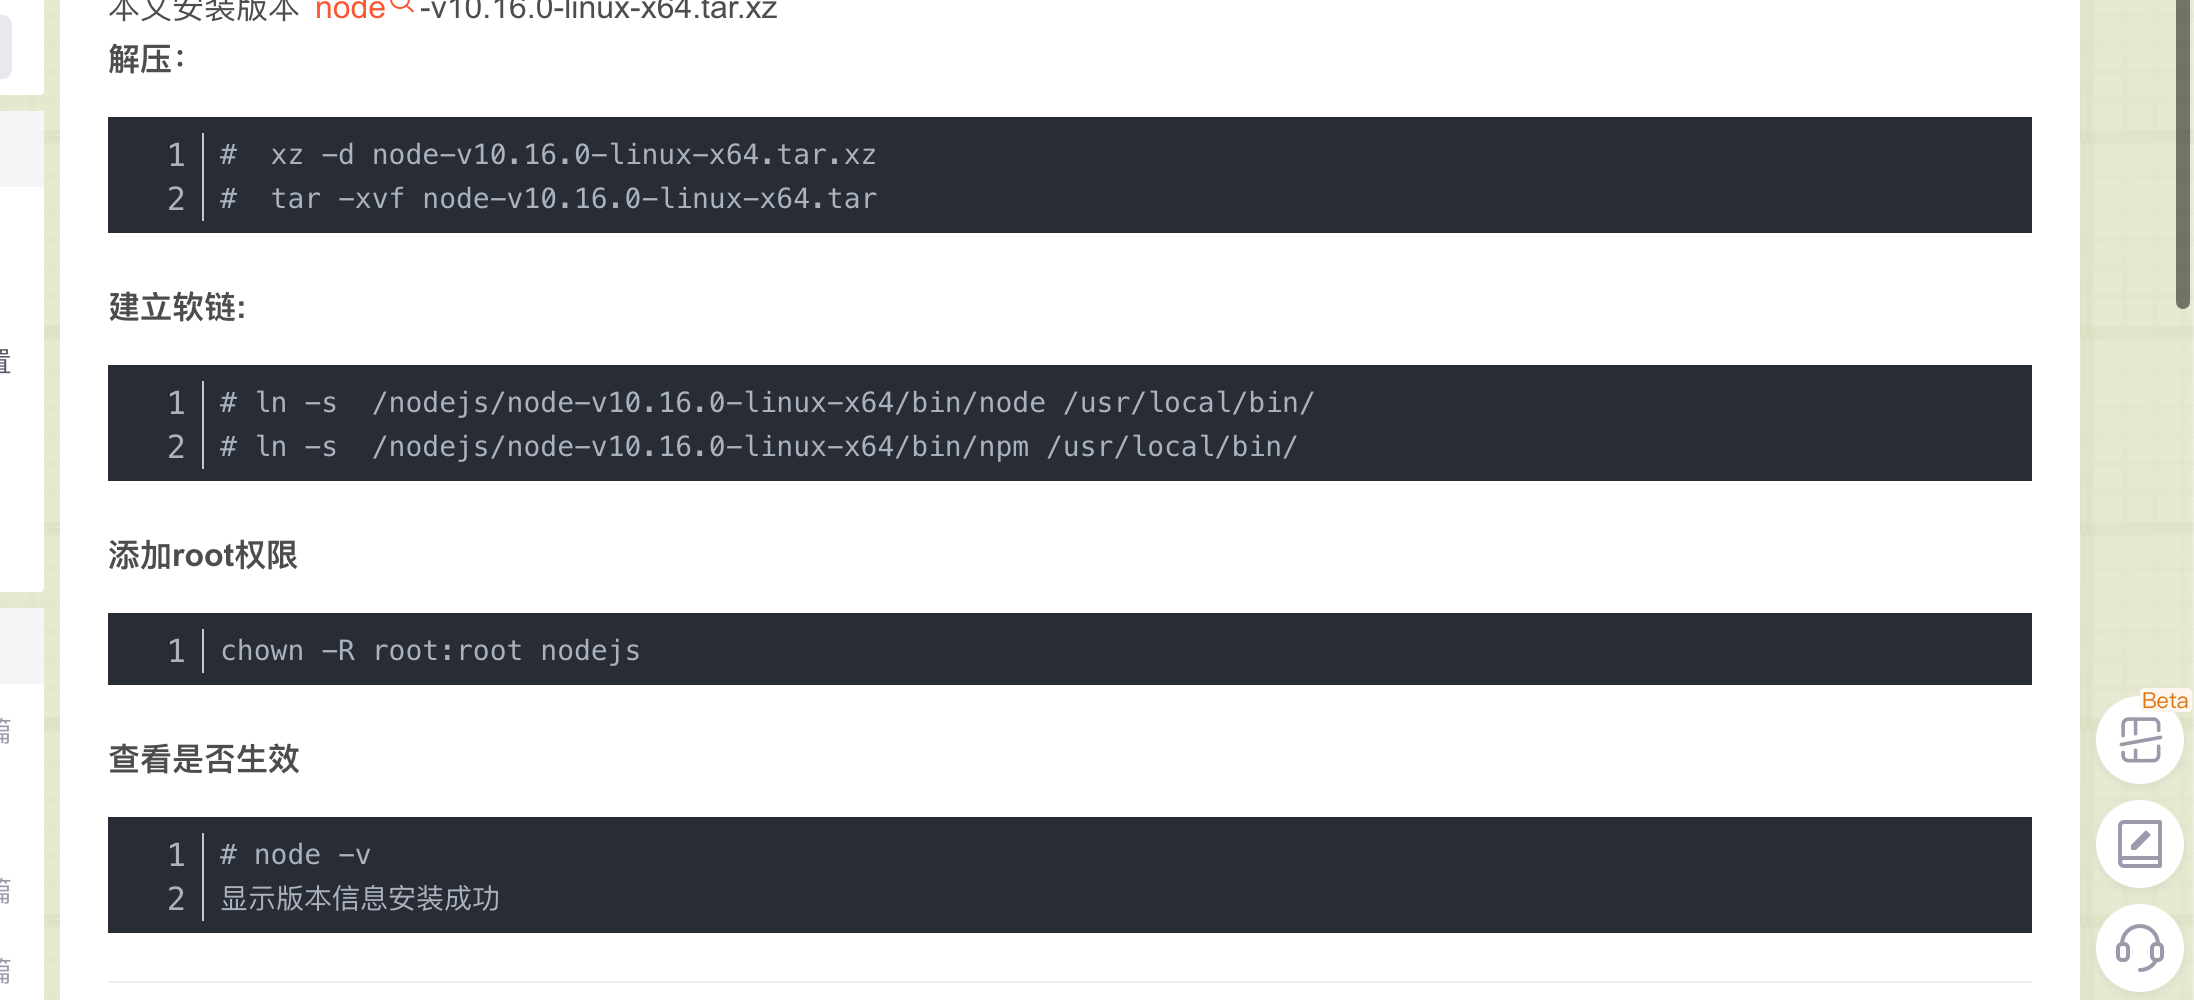 本文安装版本 node -v10.16.0-linux-x64.tar.xz
解压：
1 #  xz -d node-v10.16.0-linux-x64.tar.xz
2 #  tar -xvf node-v10.16.0-linux-x64.tar
建立软链:
置
1 # ln -s  /nodejs/node-v10.16.0-linux-x64/bin/node /usr/local/bin/
2 # ln -s  /nodejs/node-v10.16.0-linux-x64/bin/npm /usr/local/bin/
添加root权限
1 chown -R root:root nodejs
Beta
篇
查看是否生效
1 # node -v
2 显示版本信息安装成功
篇
篇